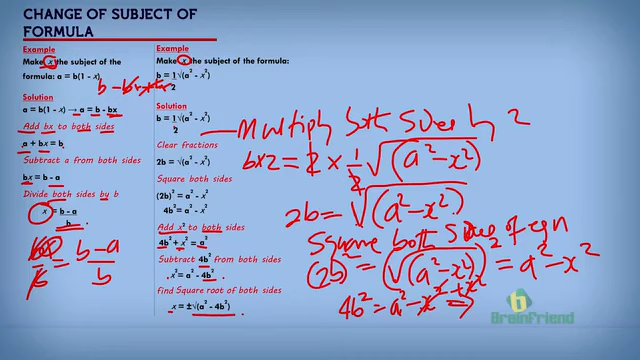 CHANGE OF SUBJECT OF
FORMULA
Example
Make x the subject of the
formula: a = b(1 - x)
b - bx
Solution
a = b(1 - x) → a = b - bx
Add bx to both sides
a + bx = b
Subtract a from both sides
bx = b - a
Divide both sides by b
x = b - a
b
= b - a
b
Example
Make x the subject of the formula:
b = 1√(a² - x²)
2
Solution
b = 1√(a² - x²)
2
Clear fractions
2b = √(a² - x²)
Square both sides
(2b)² = a² - x²
4b² = a² - x²
Add x² to both sides
4b² + x² = a²
Subtract 4b² from both sides
x² = a² - 4b²
find Square root of both sides
x = ±√(a² - 4b²)
Multiply both sides by 2
b×2 = 2 × 1/2 √(a² - x²)
2b = √(a² - x²)
Square both sides of eqn
(2b)² = (√(a² - x²))² = a² - x²
4b² = a² - x² + x² ⇒
b
BrainFriend